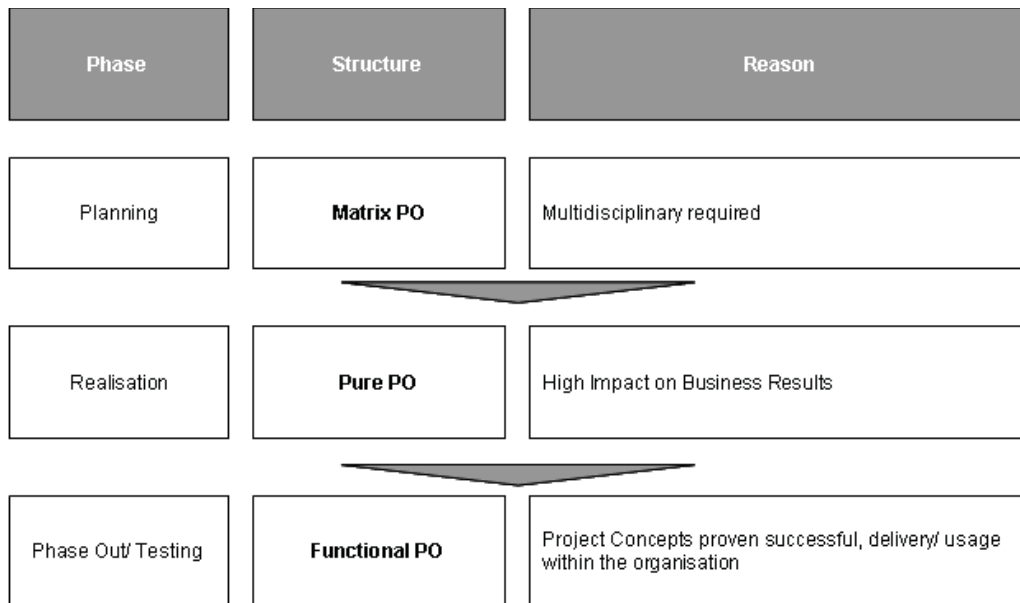 Phase
Structure
Reason
Planning
Matrix PO
Multidisciplinary required
Realisation
Pure PO
High Impact on Business Results
Phase Out/ Testing
Functional PO
Project Concepts proven successful, delivery/ usage
within the organisation